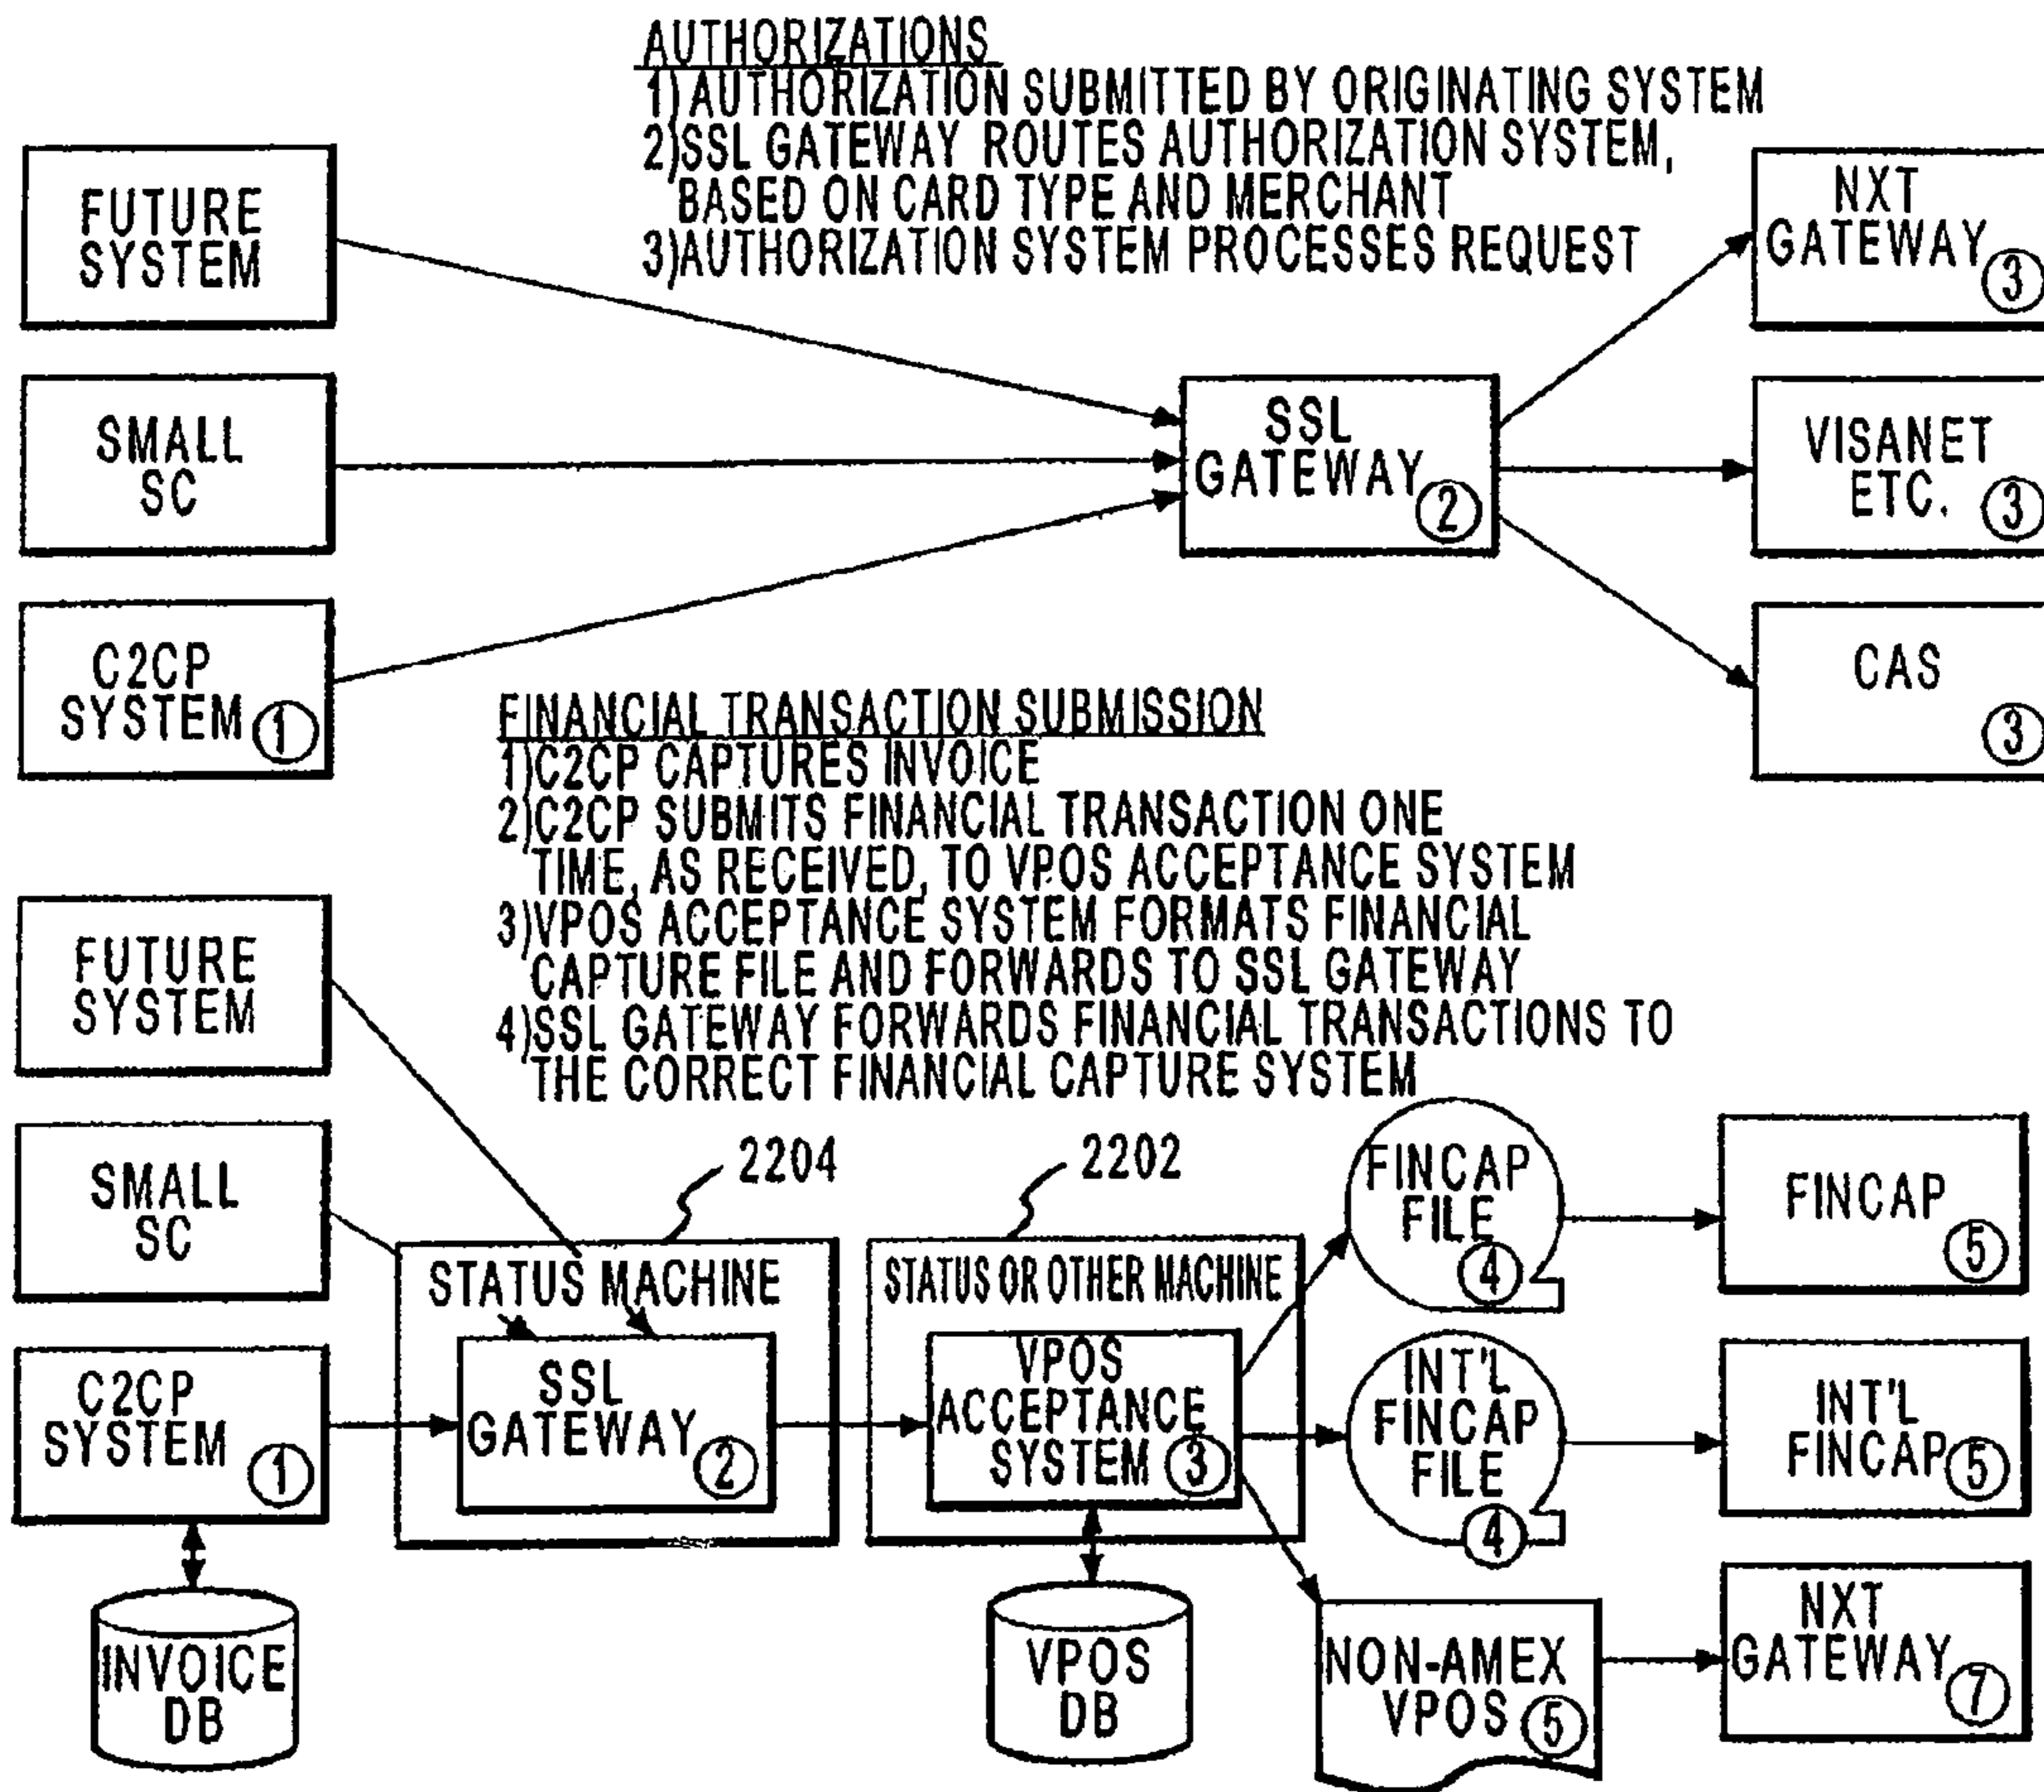 AUTHORIZATIONS
1)AUTHORIZATION SUBMITTED BY ORIGINATING SYSTEM
2)SSL GATEWAY ROUTES AUTHORIZATION SYSTEM,
BASED ON CARD TYPE AND MERCHANT
3)AUTHORIZATION SYSTEM PROCESSES REQUEST
FUTURE
SYSTEM
SMALL
SC
C2CP
SYSTEM
1
SSL
GATEWAY
2
NXT
GATEWAY
3
VISANET
ETC.
3
CAS
3
FINANCIAL TRANSACTION SUBMISSION
1)C2CP CAPTURES INVOICE
2)C2CP SUBMITS FINANCIAL TRANSACTION ONE
TIME, AS RECEIVED, TO VPOS ACCEPTANCE SYSTEM
3)VPOS ACCEPTANCE SYSTEM FORMATS FINANCIAL
CAPTURE FILE AND FORWARDS TO SSL GATEWAY
4)SSL GATEWAY FORWARDS FINANCIAL TRANSACTIONS TO
THE CORRECT FINANCIAL CAPTURE SYSTEM
FUTURE
SYSTEM
SMALL
SC
C2CP
SYSTEM
1
INVOICE
DB
2204
STATUS MACHINE
SSL
GATEWAY
2
2202
STATUS OR OTHER MACHINE
VPOS
ACCEPTANCE
SYSTEM
3
VPOS
DB
FINCAP
FILE
4
INT'L
FINCAP
FILE
4
NON-AMEX
VPOS
5
FINCAP
5
INT'L
FINCAP
5
NXT
GATEWAY
7